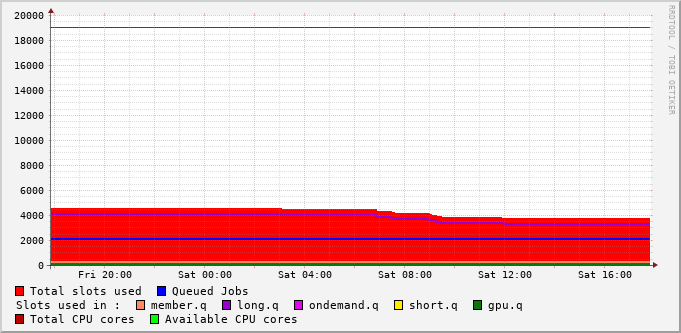 RRDTOOL / TOBI OETIKER
20000
18000
16000
14000
12000
10000
8000
6000
4000
2000
0
Fri 20:00 Sat 00:00 Sat 04:00 Sat 08:00 Sat 12:00 Sat 16:00
Total slots used Queued Jobs
Slots used in : member.q long.q ondemand.q short.q gpu.q
Total CPU cores Available CPU cores